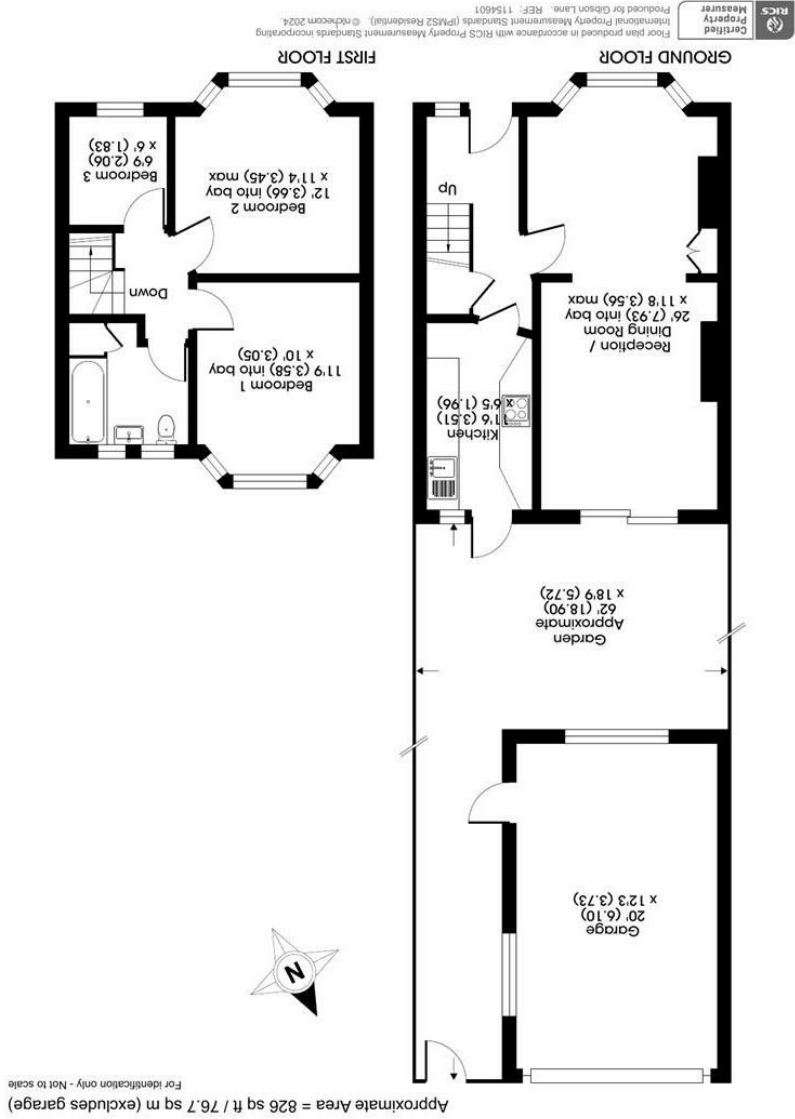 Approximate Area = 826 sq ft / 76.7 sq m (excludes garage)
For identification only - Not to scale
N
Garage
20' (6.10)
x 12'3 (3.73)
Garden
Approximate
62' (18.90)
x 18'9 (5.72)
Kitchen
11'6 (3.51)
x 6'5 (1.96)
Reception /
Dining Room
26' (7.93) into bay
x 11'8 (3.56) max
Up
GROUND FLOOR
Bedroom 1
11'9 (3.58) into bay
x 10' (3.05)
Down
Bedroom 2
12' (3.66) into bay
x 11'4 (3.45) max
Bedroom 3
6'9 (2.06)
x 6' (1.83)
FIRST FLOOR
RICS
Certified
Property
Measurer
Floor plan produced in accordance with RICS Property Measurement Standards incorporating
International Property Measurement Standards (IPMS2 Residential). © nichecom 2024.
Produced for Gibson Lane. REF: 1154601